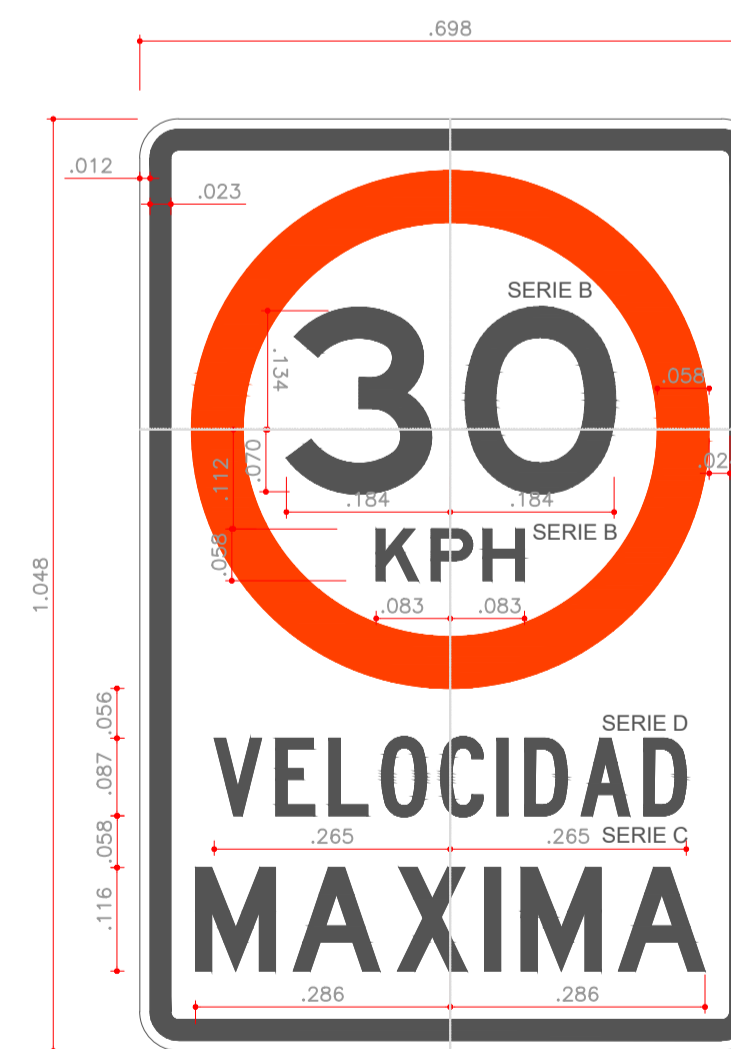 .698
.012
.023
SERIE B
30
.134
.058
.070
.112
.184 .184
SERIE B
KPH
.058
.083 .083
1.048
.056
SERIE D
VELOCIDAD
.087
.265 .265
SERIE C
.058
MAXIMA
.116
.286 .286